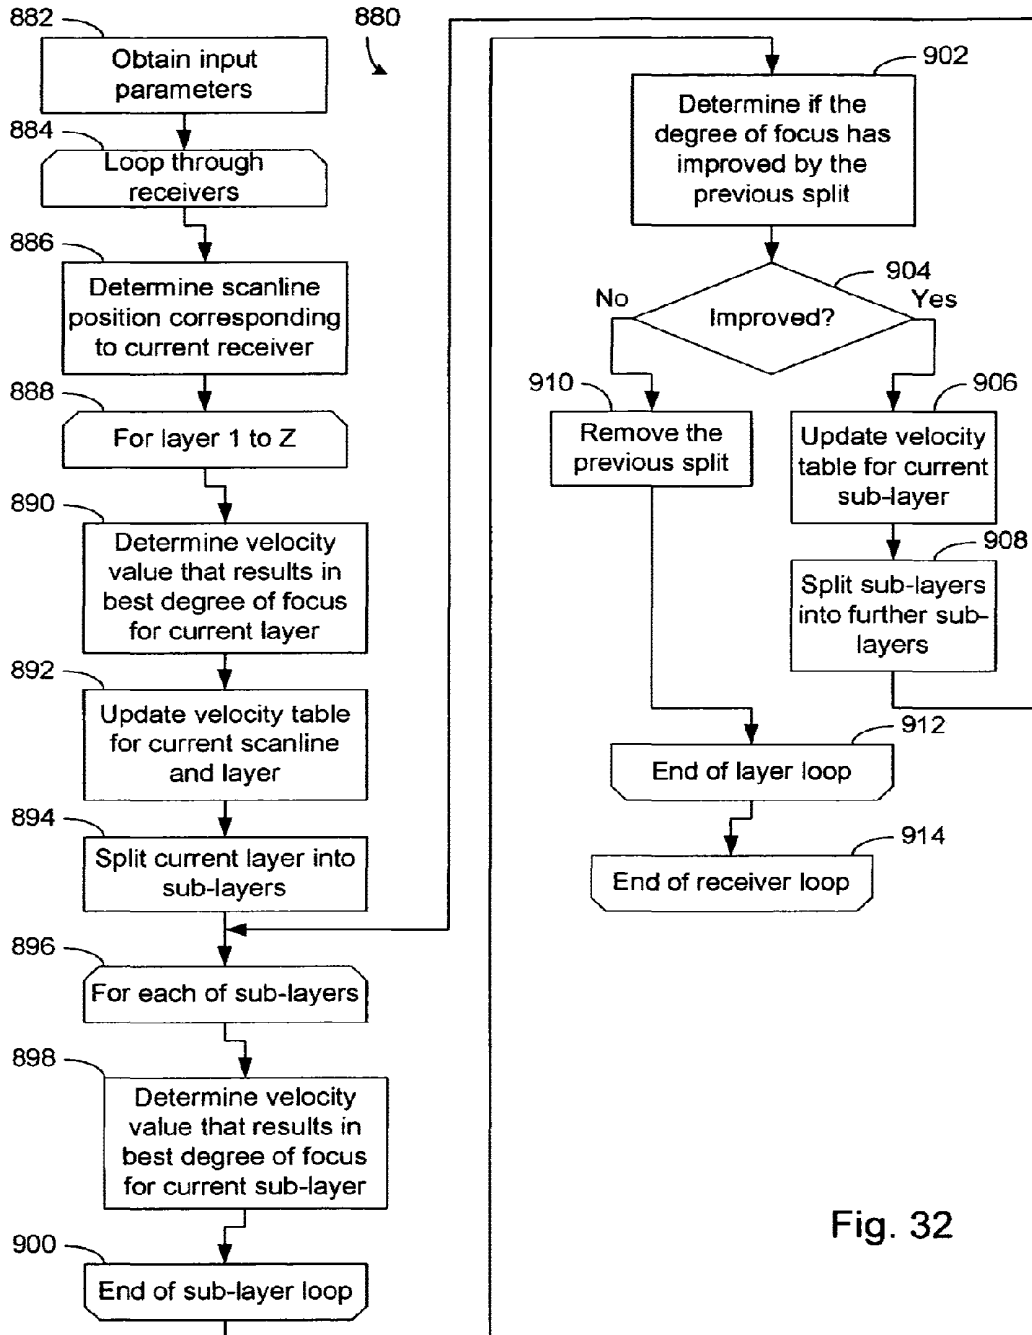 880
882
Obtain input
parameters
884
Loop through
receivers
886
Determine scanline
position corresponding
to current receiver
888
For layer 1 to Z
890
Determine velocity
value that results in
best degree of focus
for current layer
892
Update velocity table
for current scanline
and layer
894
Split current layer into
sub-layers
896
For each of sub-layers
898
Determine velocity
value that results in
best degree of focus
for current sub-layer
900
End of sub-layer loop
902
Determine if the
degree of focus has
improved by the
previous split
904
No
Improved?
Yes
910
Remove the
previous split
906
Update velocity
table for current
sub-layer
908
Split sub-layers
into further sub-
layers
912
End of layer loop
914
End of receiver loop
Fig. 32